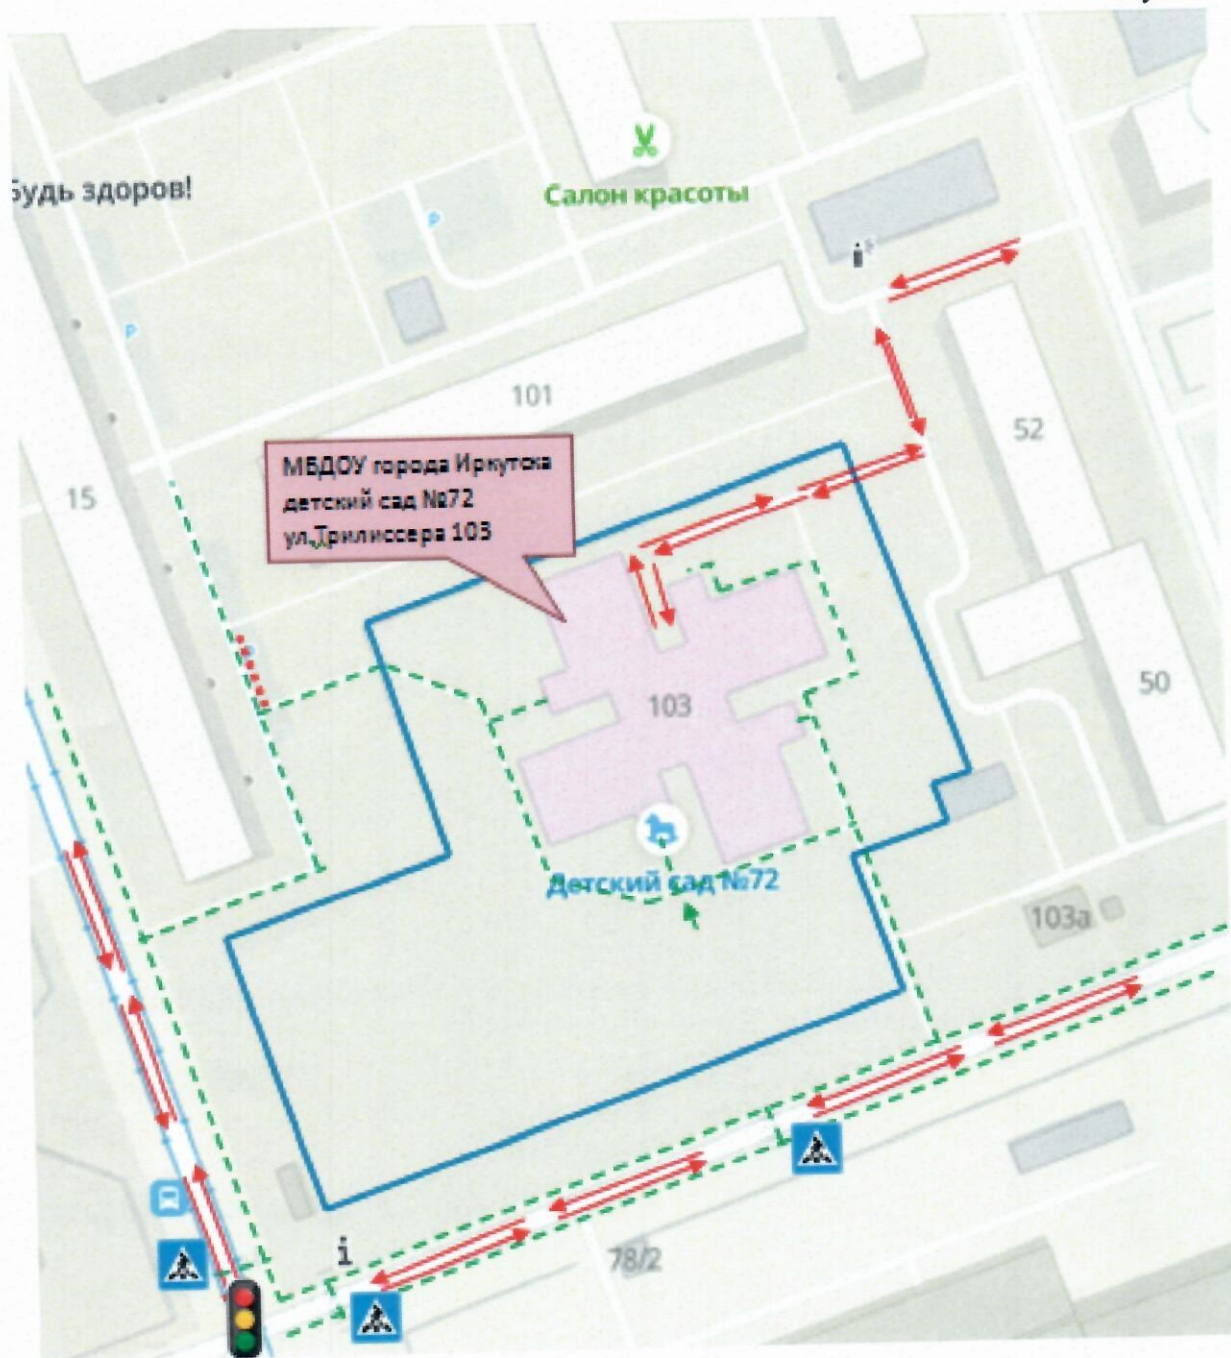 Будь здоров!
Салон красоты
P
P
i
101
52
МБДОУ города Иркутска
детский сад №72
ул.Трилиссера 103
15
103
50
Детский сад №72
103а
i
78/2